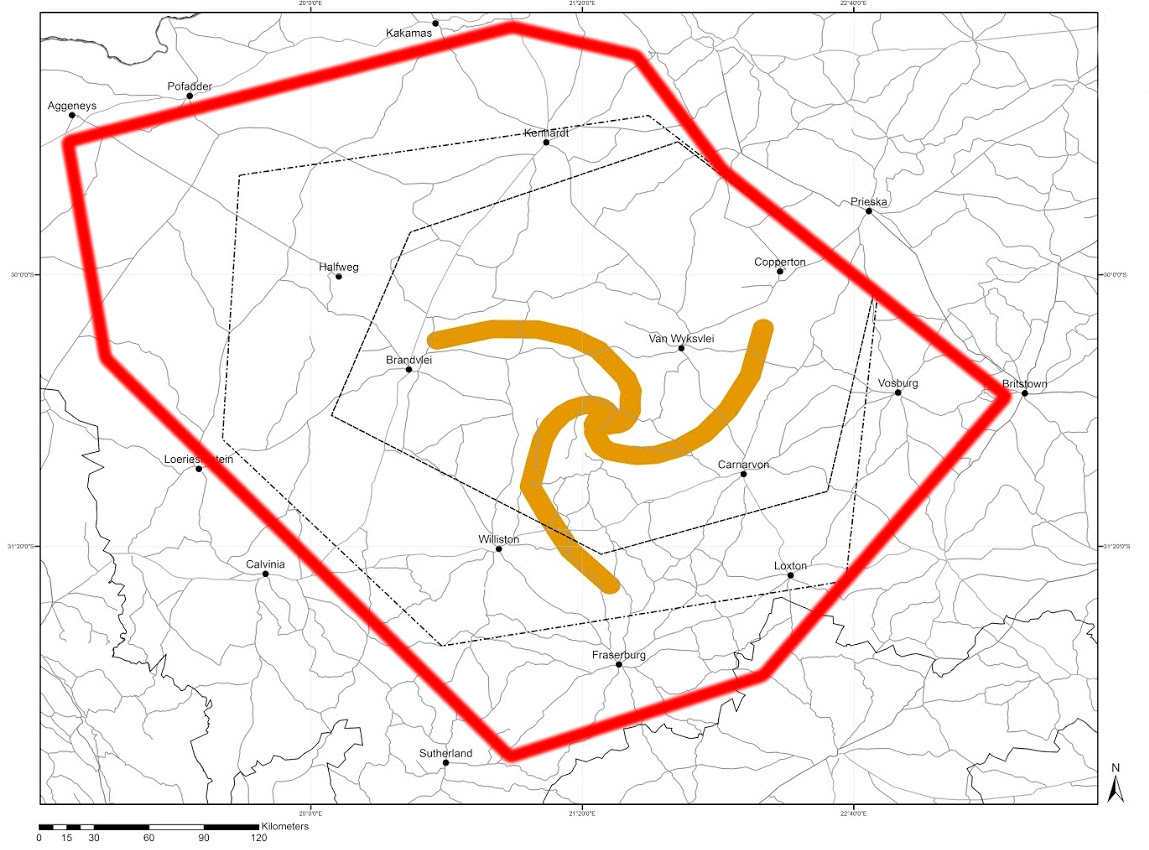 20°0'0"E 21°20'0"E 22°40'0"E
Kakamas
Pofadder
Aggeneys
Kenhardt
Prieska
Copperton
Halfweg
30°0'0"S 30°0'0"S
Van Wyksvlei
Brandvlei
Vosburg
Britstown
Loeriesfontein
Carnarvon
Williston
31°20'0"S 31°20'0"S
Calvinia
Loxton
Fraserburg
Sutherland
N
20°0'0"E 21°20'0"E 22°40'0"E
Kilometers
0 15 30 60 90 120